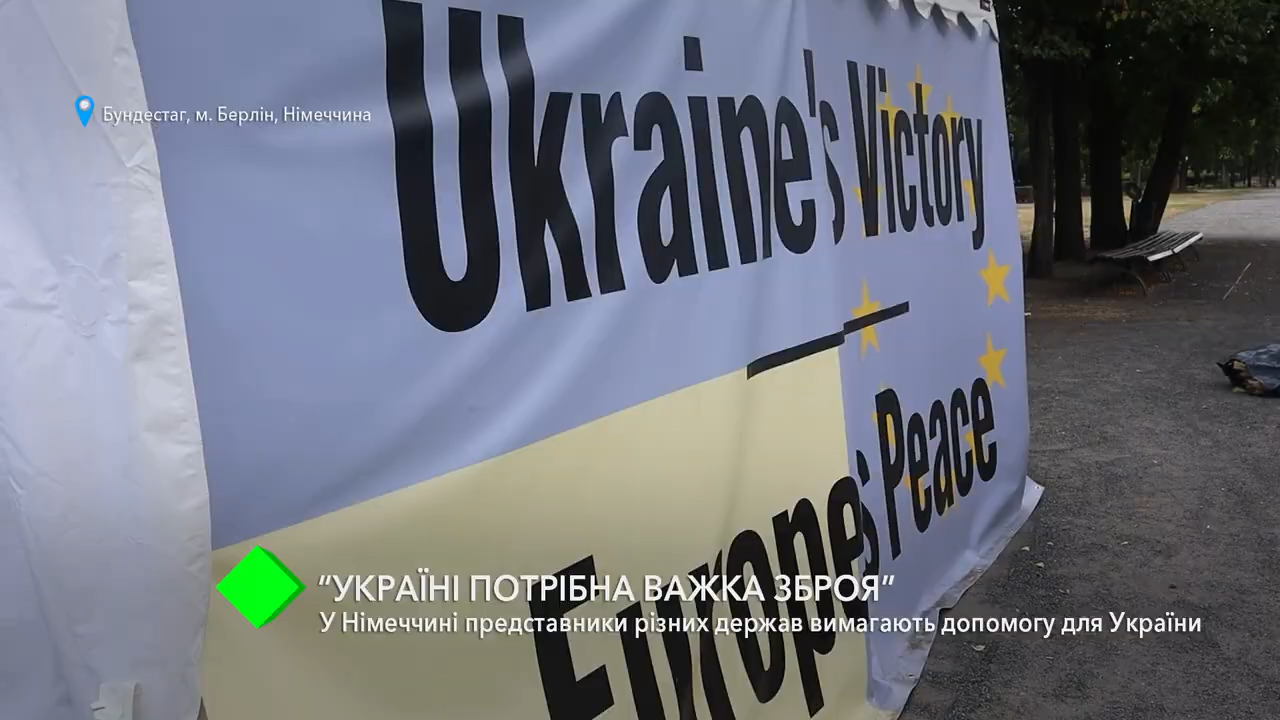 Ukraine's Victory
Бундестаг, м. Берлін, Німеччина
Europe's Peace
“УКРАЇНІ ПОТРІБНА ВАЖКА ЗБРОЯ”
У Німеччині представники різних держав вимагають допомогу для України